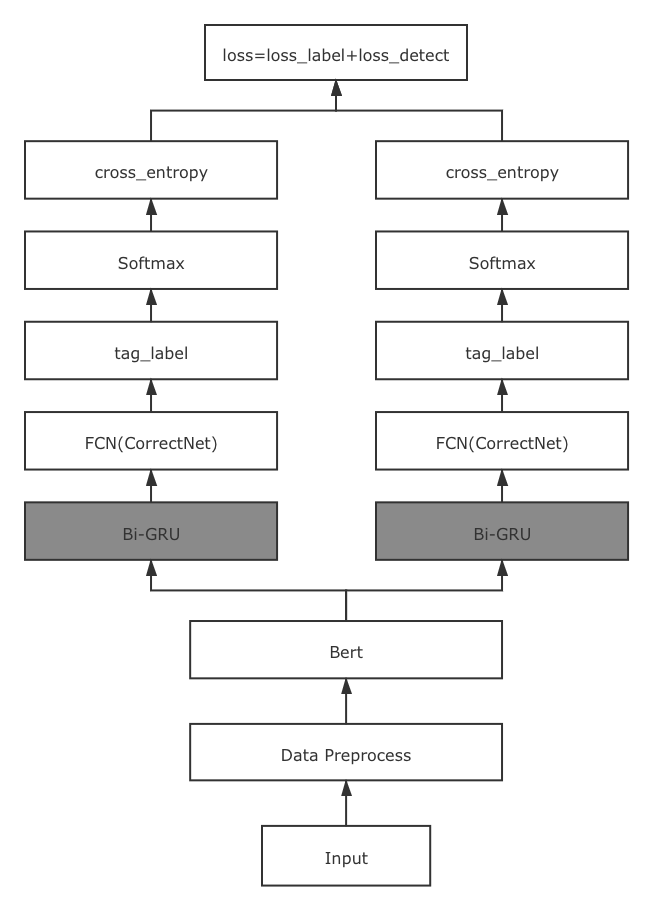 loss=loss_label+loss_detect
cross_entropy
cross_entropy
Softmax
Softmax
tag_label
tag_label
FCN(CorrectNet)
FCN(CorrectNet)
Bi-GRU
Bi-GRU
Bert
Data Preprocess
Input